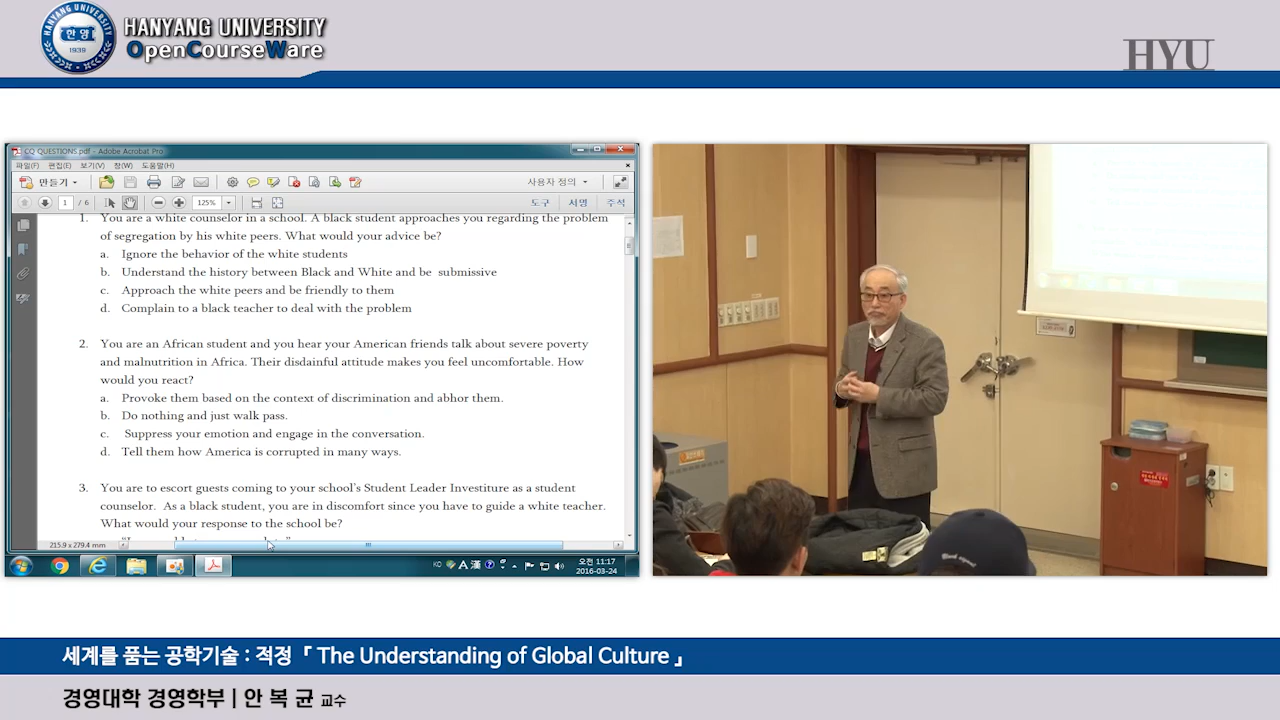 HANYANG UNIVERSITY
OpenCourseWare
한양
1939
HYU
CQ QUESTIONS.pdf - Adobe Acrobat Pro
파일(F) 편집(E) 보기(V) 창(W) 도움말(H)
만들기
사용자 정의
1 / 6
125%
도구 서명 주석
1. You are a white counselor in a school. A black student approaches you regarding the problem
of segregation by his white peers. What would your advice be?
a. Ignore the behavior of the white students
b. Understand the history between Black and White and be submissive
c. Approach the white peers and be friendly to them
d. Complain to a black teacher to deal with the problem
2. You are an African student and you hear your American friends talk about severe poverty
and malnutrition in Africa. Their disdainful attitude makes you feel uncomfortable. How
would you react?
a. Provoke them based on the context of discrimination and abhor them.
b. Do nothing and just walk pass.
c. Suppress your emotion and engage in the conversation.
d. Tell them how America is corrupted in many ways.
3. You are to escort guests coming to your school's Student Leader Investiture as a student
counselor. As a black student, you are in discomfort since you have to guide a white teacher.
What would your response to the school be?
215.9 x 279.4 mm
KO A 漢
오전 11:17
2016-03-24
세계를 품는 공학기술 : 적정 「 The Understanding of Global Culture 」
경영대학 경영학부 | 안 복 균 교수